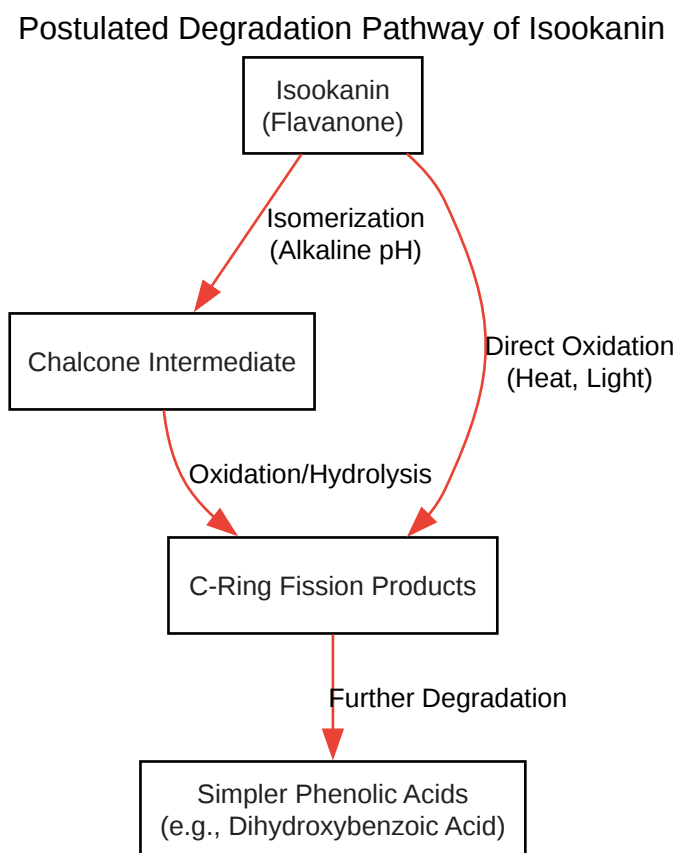 Postulated Degradation Pathway of Isookanin
Isookanin
(Flavanone)
Isomerization
(Alkaline pH)
Direct Oxidation
(Heat, Light)
Chalcone Intermediate
Oxidation/Hydrolysis
C-Ring Fission Products
Further Degradation
Simpler Phenolic Acids
(e.g., Dihydroxybenzoic Acid)